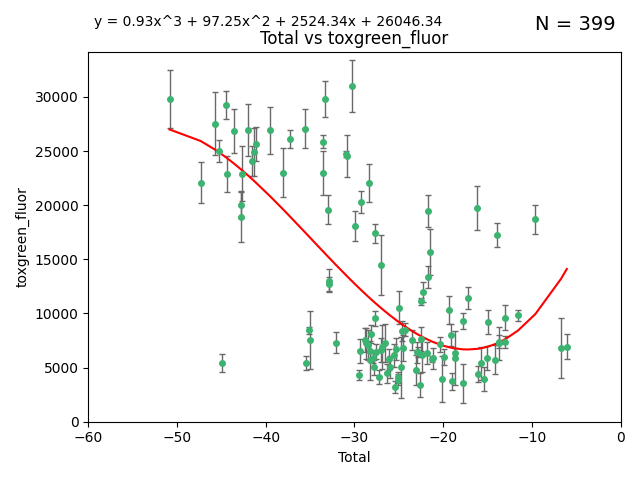 y = 0.93x^3 + 97.25x^2 + 2524.34x + 26046.34
N = 399
Total vs toxgreen_fluor
toxgreen_fluor
30000
25000
20000
15000
10000
5000
0
−60
−50
−40
−30
−20
−10
0
Total